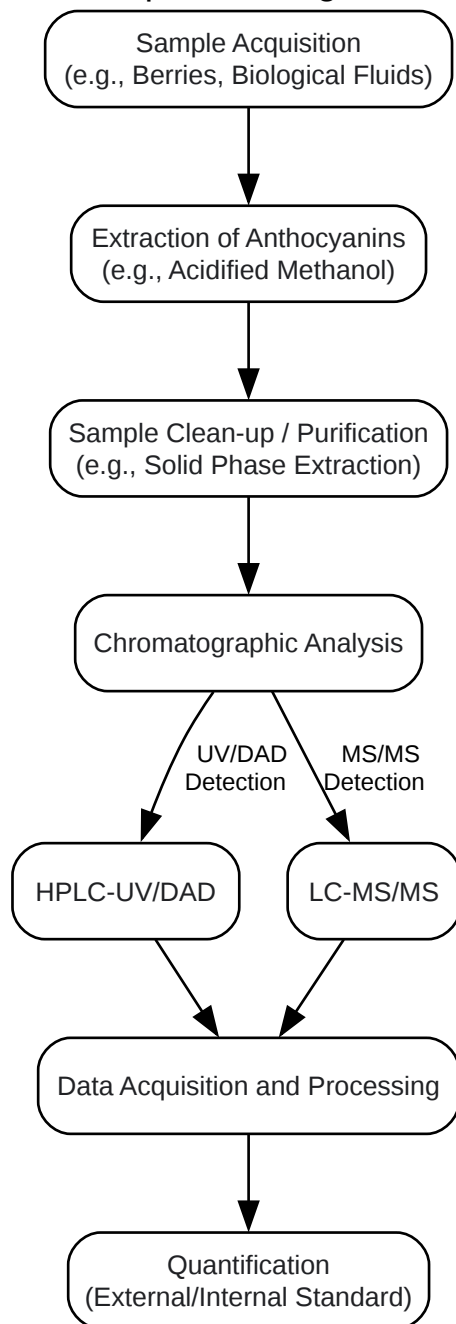 Sample Acquisition
(e.g., Berries, Biological Fluids)
Extraction of Anthocyanins
(e.g., Acidified Methanol)
Sample Clean-up / Purification
(e.g., Solid Phase Extraction)
Chromatographic Analysis
UV/DAD
Detection
MS/MS
Detection
HPLC-UV/DAD
LC-MS/MS
Data Acquisition and Processing
Quantification
(External/Internal Standard)